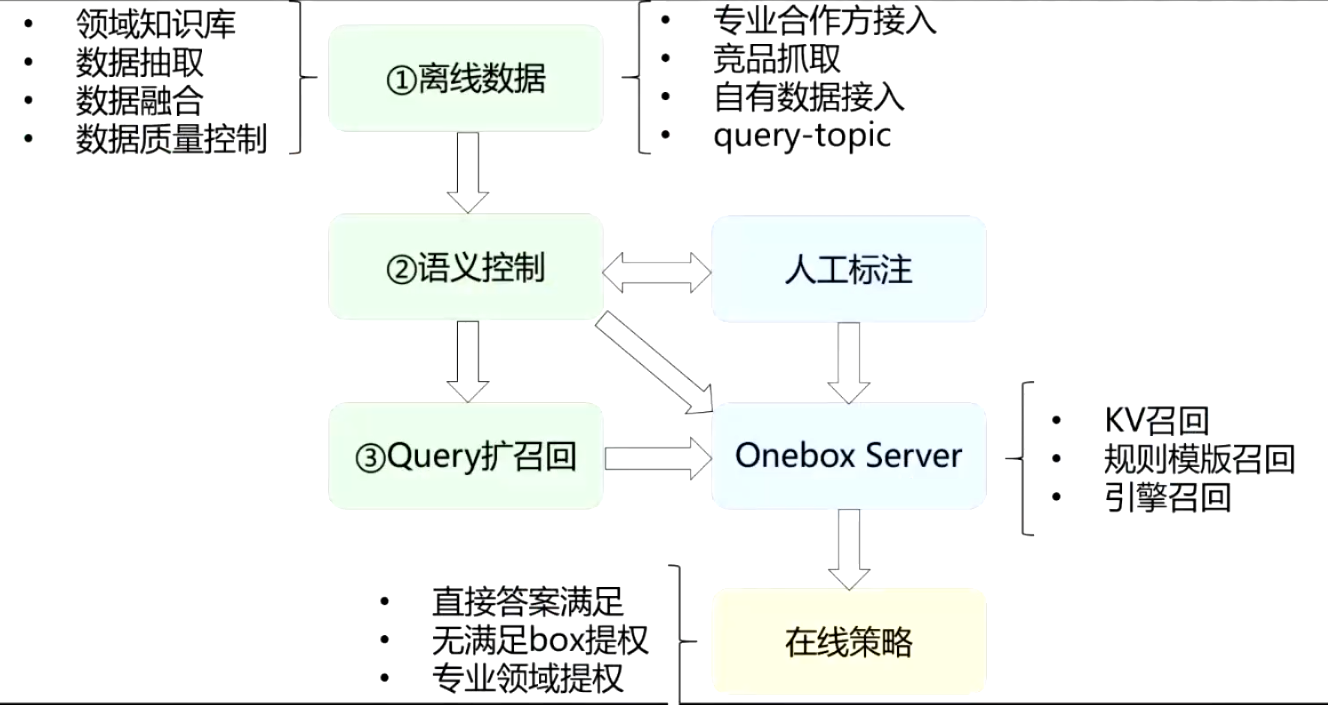 • 领域知识库
• 数据抽取
• 数据融合
• 数据质量控制
①离线数据
• 专业合作方接入
• 竞品抓取
• 自有数据接入
• query-topic
②语义控制
人工标注
③Query扩召回
Onebox Server
• KV召回
• 规则模版召回
• 引擎召回
• 直接答案满足
• 无满足box提权
• 专业领域提权
在线策略